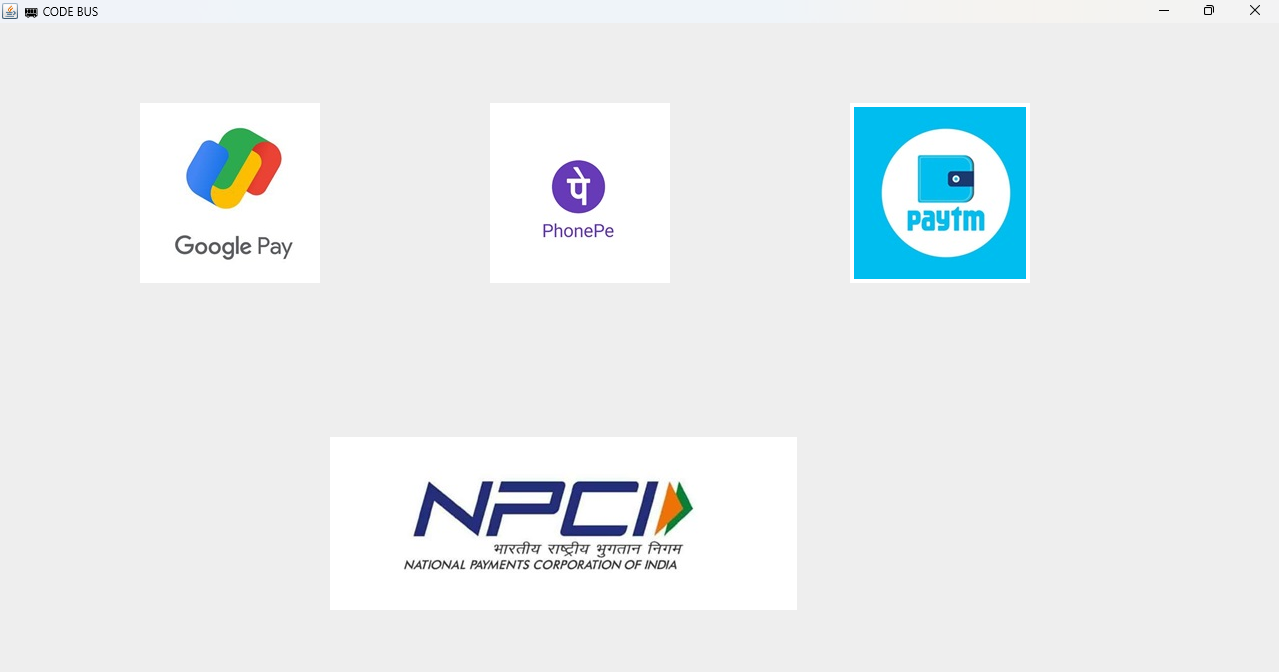 CODE BUS
Google Pay
पे
PhonePe
paytm
NPCI
भारतीय राष्ट्रीय भुगतान निगम
NATIONAL PAYMENTS CORPORATION OF INDIA